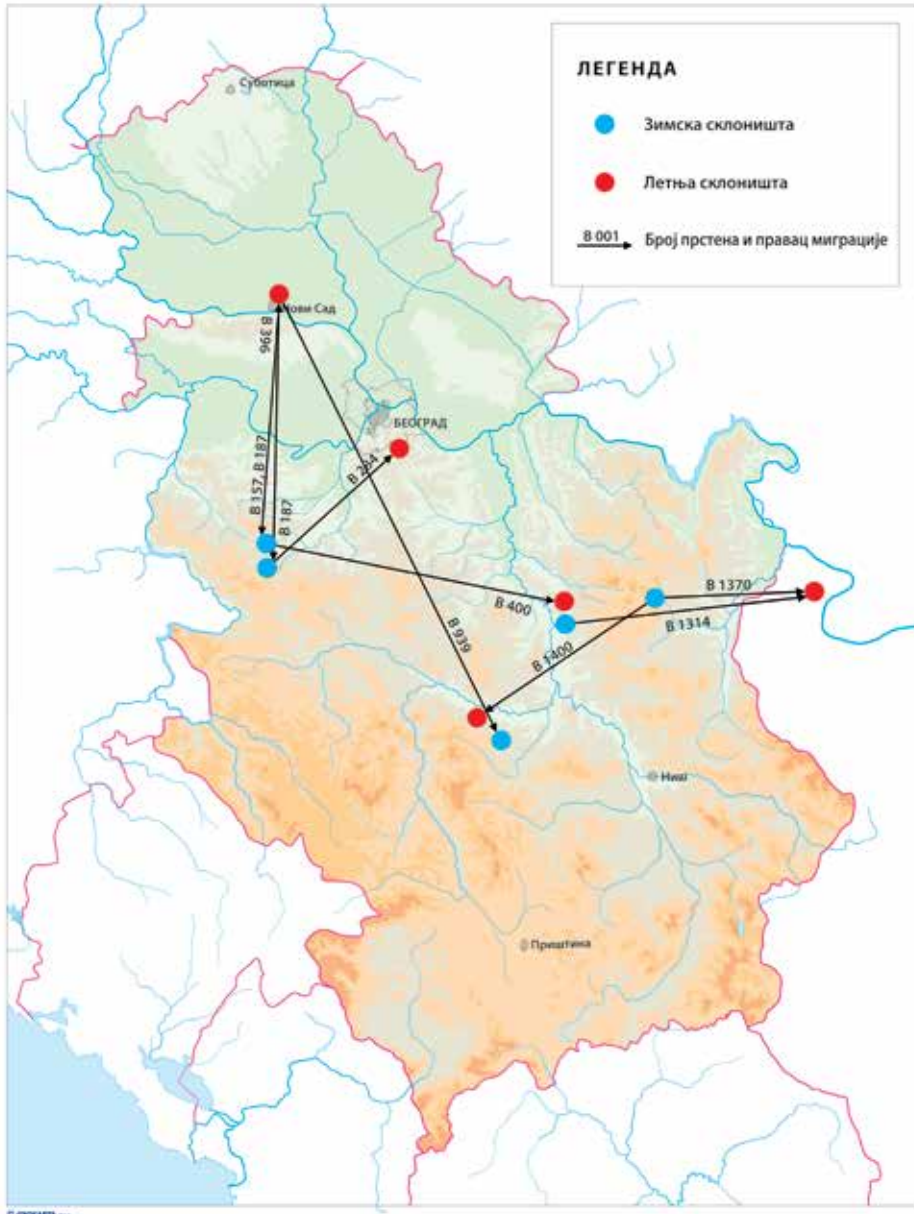 ЛЕГЕНДА
Зимска склоништа
Летња склоништа
В 001
Број прстена и правац миграције
Суботица
Нови Сад
В 396
БЕОГРАД
В 157, В 187
В 187
В 264
В 400
В 939
В 1370
В 1314
В 1400
Ниш
Приштина